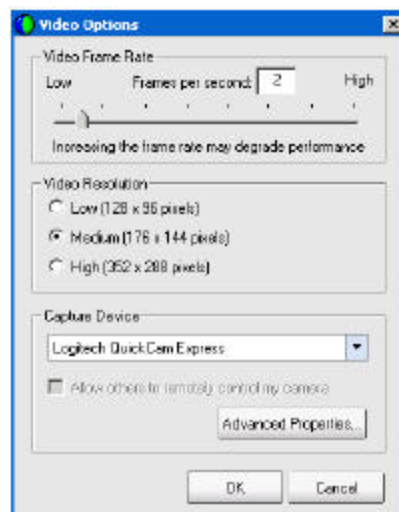 Video Options
Video Frame Rate
Low Frames per second: 2 High
Increasing the frame rate may degrade performance
Video Resolution
Low (128 x 96 pixels)
Medium (176 x 144 pixels)
High (352 x 288 pixels)
Capture Device
Logitech QuickCam Express
Allow others to remotely control my camera
Advanced Properties...
OK Cancel